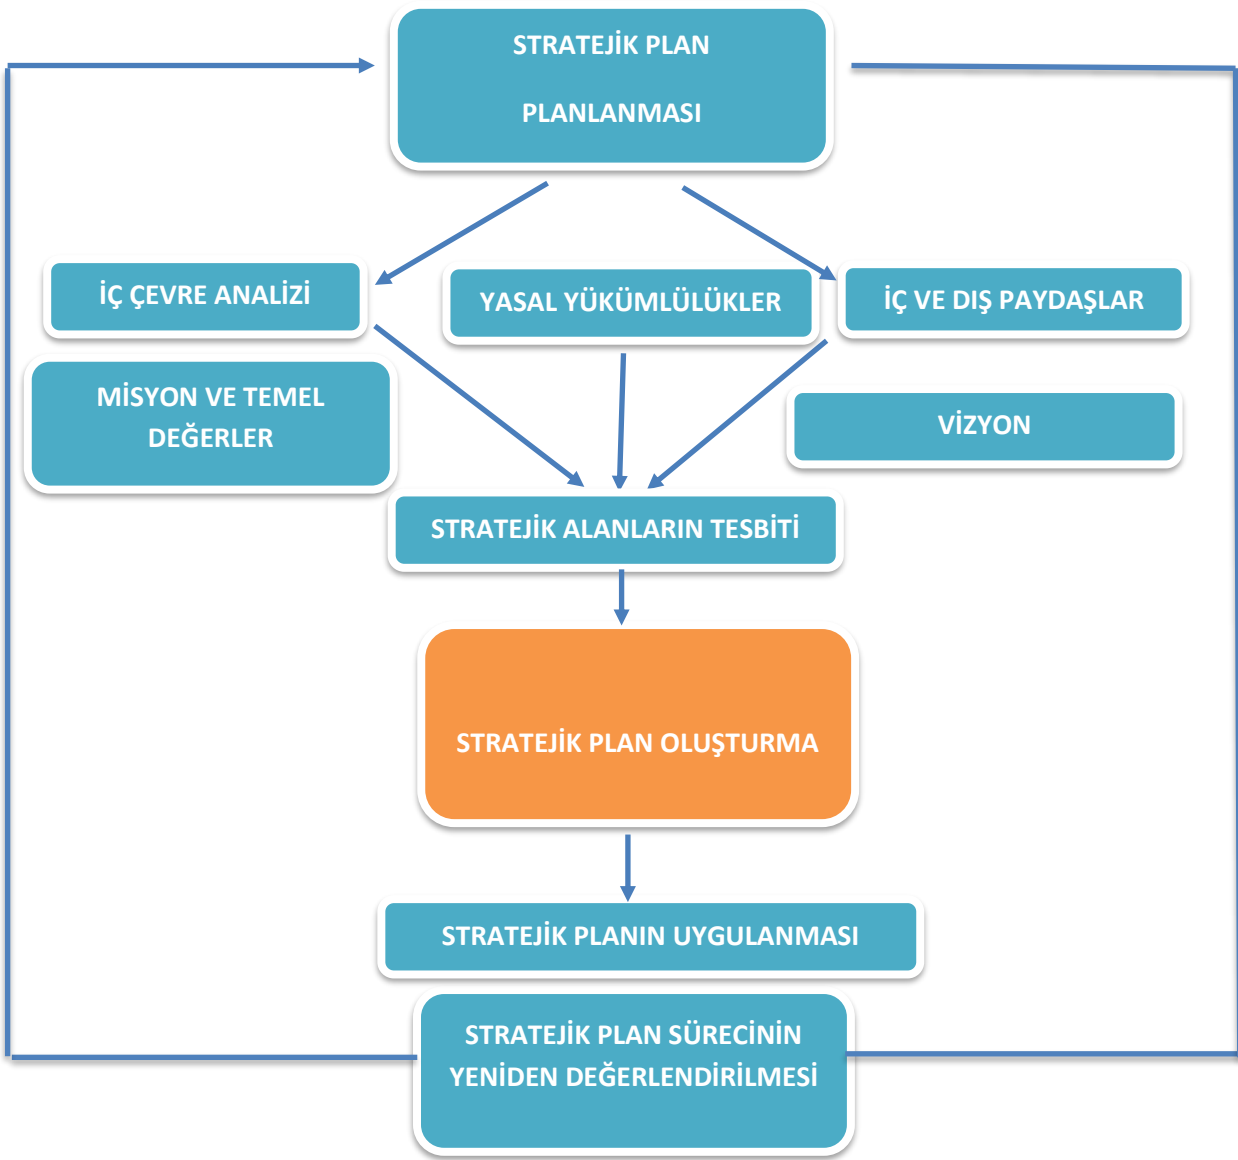 STRATEJİK PLAN
PLANLANMASI
İÇ ÇEVRE ANALİZİ
YASAL YÜKÜMLÜLÜKLER
İÇ VE DIŞ PAYDAŞLAR
MİSYON VE TEMEL
DEĞERLER
VİZYON
STRATEJİK ALANLARIN TESBİTİ
STRATEJİK PLAN OLUŞTURMA
STRATEJİK PLANIN UYGULANMASI
STRATEJİK PLAN SÜRECİNİN
YENİDEN DEĞERLENDİRİLMESİ